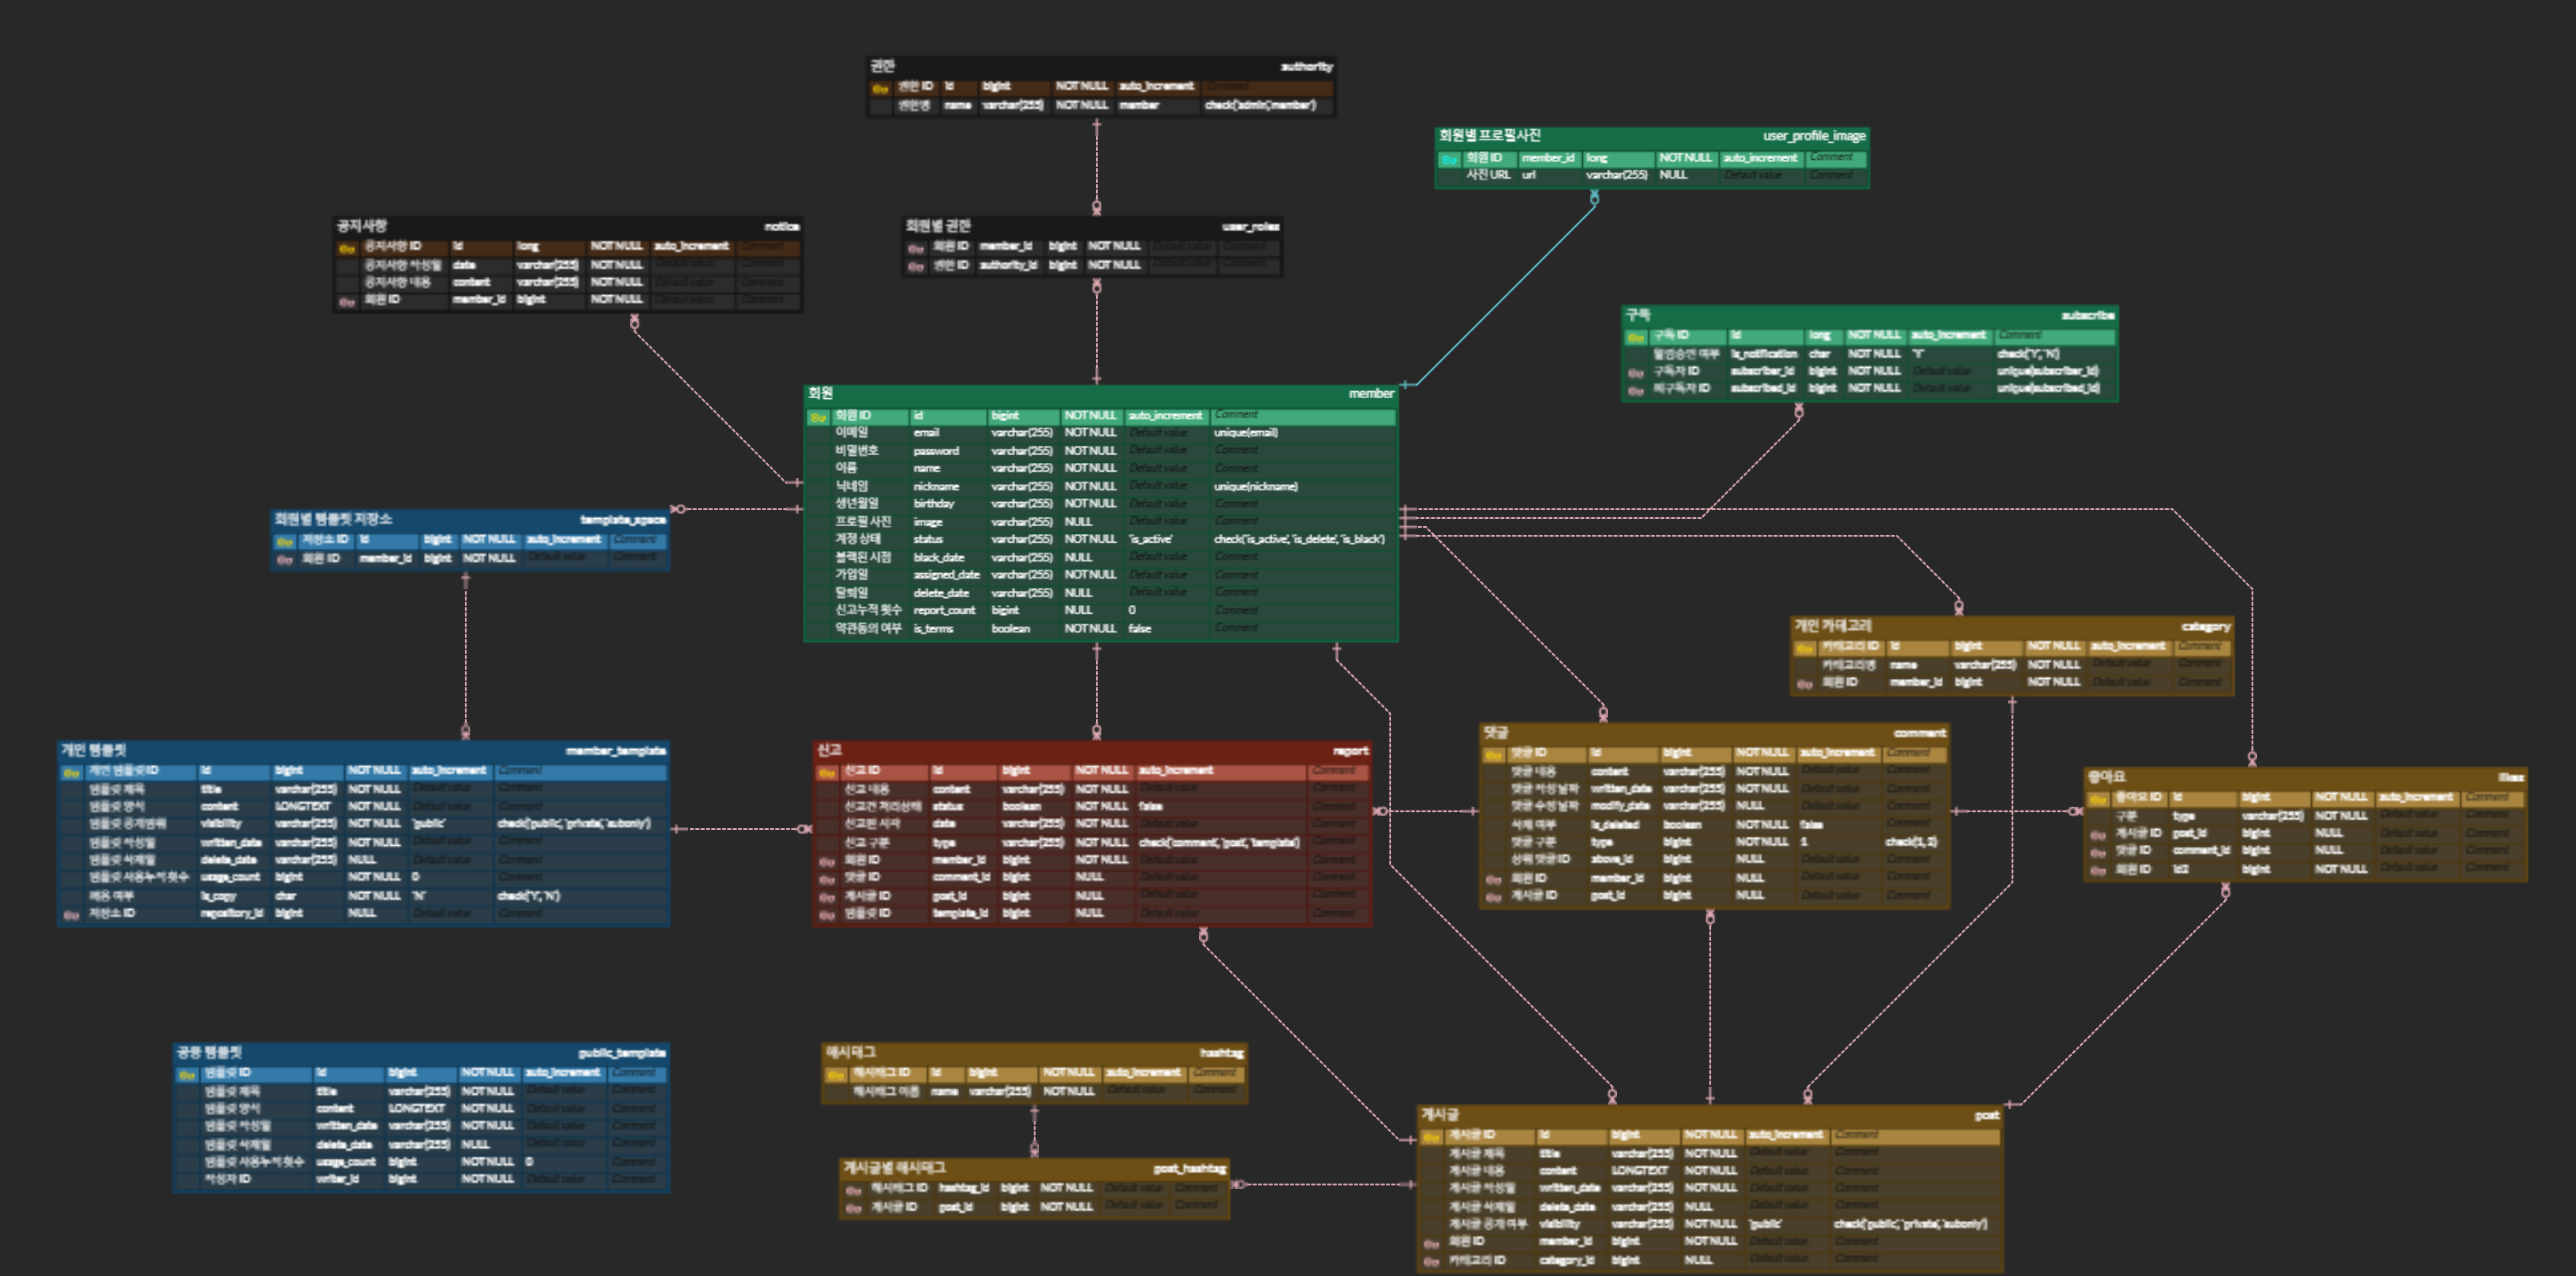 권한 authority
권한 ID id bigint NOT NULL auto_increment Comment
권한명 name varchar(255) NOT NULL member check('admin','member')
회원별 프로필사진 user_profile_image
회원 ID member_id long NOT NULL auto_increment Comment
사진 URL url varchar(255) NULL Default value Comment
공지사항 notice
공지사항 ID id long NOT NULL auto_increment Comment
공지사항 작성일 date varchar(255) NOT NULL Default value Comment
공지사항 내용 content varchar(255) NOT NULL Default value Comment
회원 ID member_id bigint NOT NULL Default value Comment
회원별 권한 user_roles
회원 ID member_id bigint NOT NULL Default value Comment
권한 ID authority_id bigint NOT NULL Default value Comment
구독 subscribe
구독 ID id long NOT NULL auto_increment Comment
is_notification char NOT NULL 'Y' check('Y', 'N')
구독자 ID subscriber_id bigint NOT NULL Default value unique(subscriber_id)
피구독자 ID subscribed_id bigint NOT NULL Default value unique(subscribed_id)
회원 member
회원 ID id bigint NOT NULL auto_increment Comment
이메일 email varchar(255) NOT NULL Default value unique(email)
비밀번호 password varchar(255) NOT NULL Default value Comment
이름 name varchar(255) NOT NULL Default value Comment
닉네임 nickname varchar(255) NOT NULL Default value unique(nickname)
생년월일 birthday varchar(255) NOT NULL Default value Comment
프로필 사진 image varchar(255) NULL Default value Comment
계정 상태 status varchar(255) NOT NULL 'is_active' check('is_active', 'is_delete', 'is_black')
블랙된 시점 black_date varchar(255) NULL Default value Comment
가입일 assigned_date varchar(255) NOT NULL Default value Comment
탈퇴일 delete_date varchar(255) NULL Default value Comment
신고누적 횟수 report_count bigint NULL 0 Comment
약관동의 여부 is_terms boolean NOT NULL false Comment
회원별 템플릿 저장소 template_space
저장소 ID id bigint NOT NULL auto_increment Comment
회원 ID member_id bigint NOT NULL Default value Comment
개인 카테고리 category
카테고리 ID id bigint NOT NULL auto_increment Comment
카테고리명 name varchar(255) NOT NULL Default value Comment
회원 ID member_id bigint NOT NULL Default value Comment
개인 템플릿 member_template
개인 템플릿 ID id bigint NOT NULL auto_increment Comment
템플릿 제목 title varchar(255) NOT NULL Default value Comment
템플릿 양식 content LONGTEXT NOT NULL Default value Comment
템플릿 공개범위 visibility varchar(255) NOT NULL 'public' check('public', 'private', 'subonly')
템플릿 작성일 written_date varchar(255) NOT NULL Default value Comment
템플릿 삭제일 delete_date varchar(255) NULL Default value Comment
템플릿 사용누적 횟수 usage_count bigint NOT NULL 0 Comment
여부 is_copy char NOT NULL 'N' check('Y', 'N')
저장소 ID repository_id bigint NULL Default value Comment
신고 report
신고 ID id bigint NOT NULL auto_increment Comment
신고 내용 content varchar(255) NOT NULL Default value Comment
신고건 처리상태 status boolean NOT NULL false Comment
신고된 시각 date varchar(255) NOT NULL Default value Comment
신고 구분 type varchar(255) NOT NULL check('comment', 'post', 'template') Comment
회원 ID member_id bigint NOT NULL Default value Comment
댓글 ID comment_id bigint NULL Default value Comment
게시글 ID post_id bigint NULL Default value Comment
템플릿 ID template_id bigint NULL Default value Comment
댓글 comment
댓글 ID id bigint NOT NULL auto_increment Comment
댓글 내용 content varchar(255) NOT NULL Default value Comment
댓글 작성 날짜 written_date varchar(255) NOT NULL Default value Comment
댓글 수정 날짜 modify_date varchar(255) NULL Default value Comment
삭제 여부 is_deleted boolean NOT NULL false Comment
댓글 구분 type bigint NOT NULL 1 check(1, 2)
상위 댓글 ID above_id bigint NULL Default value Comment
회원 ID member_id bigint NULL Default value Comment
게시글 ID post_id bigint NULL Default value Comment
좋아요 likes
좋아요 ID id bigint NOT NULL auto_increment Comment
구분 type varchar(255) NOT NULL Default value Comment
게시글 ID post_id bigint NULL Default value Comment
댓글 ID comment_id bigint NULL Default value Comment
회원 ID id2 bigint NOT NULL Default value Comment
공용 템플릿 public_template
템플릿 ID id bigint NOT NULL auto_increment Comment
템플릿 제목 title varchar(255) NOT NULL Default value Comment
템플릿 양식 content LONGTEXT NOT NULL Default value Comment
템플릿 작성일 written_date varchar(255) NOT NULL Default value Comment
템플릿 삭제일 delete_date varchar(255) NULL Default value Comment
템플릿 사용누적 횟수 usage_count bigint NOT NULL 0 Comment
작성자 ID writer_id bigint NOT NULL Default value Comment
해시태그 hashtag
해시태그 ID id bigint NOT NULL auto_increment Comment
해시태그 이름 name varchar(255) NOT NULL Default value Comment
게시글별 해시태그 post_hashtag
해시태그 ID hashtag_id bigint NOT NULL Default value Comment
게시글 ID post_id bigint NOT NULL Default value Comment
게시글 post
게시글 ID id bigint NOT NULL auto_increment Comment
게시글 제목 title varchar(255) NOT NULL Default value Comment
게시글 내용 content LONGTEXT NOT NULL Default value Comment
게시글 작성일 written_date varchar(255) NOT NULL Default value Comment
게시글 삭제일 delete_date varchar(255) NULL Default value Comment
게시글 공개 여부 visibility varchar(255) NOT NULL 'public' check('public', 'private', 'subonly')
회원 ID member_id bigint NOT NULL Default value Comment
카테고리 ID category_id bigint NULL Default value Comment